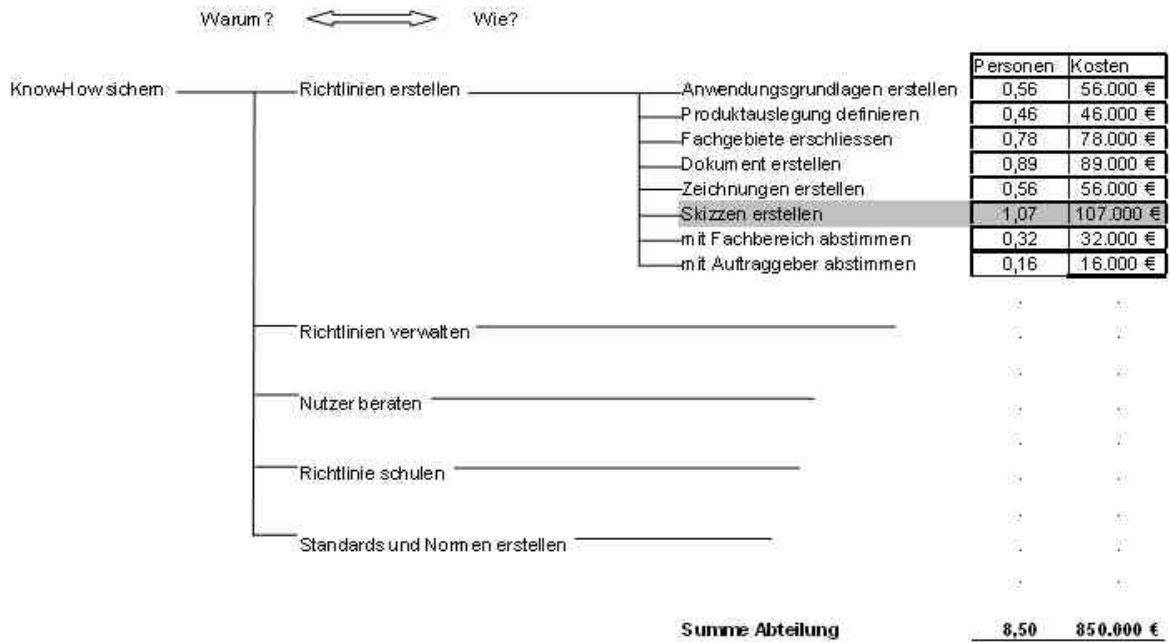 Warum? Wie?
Personen Kosten
Know-How sichern Richtlinien erstellen Anwendungsgrundlagen erstellen 0,56 56.000 €
Produktauslegung definieren 0,46 46.000 €
Fachgebiete erschliessen 0,78 78.000 €
Dokument erstellen 0,89 89.000 €
Zeichnungen erstellen 0,56 56.000 €
Skizzen erstellen 1,07 107.000 €
mit Fachbereich abstimmen 0,32 32.000 €
mit Auftraggeber abstimmen 0,16 16.000 €
Richtlinien verwalten
Nutzer beraten
Richtlinie schulen
Standards und Normen erstellen
Summe Abteilung 8,50 850.000 €